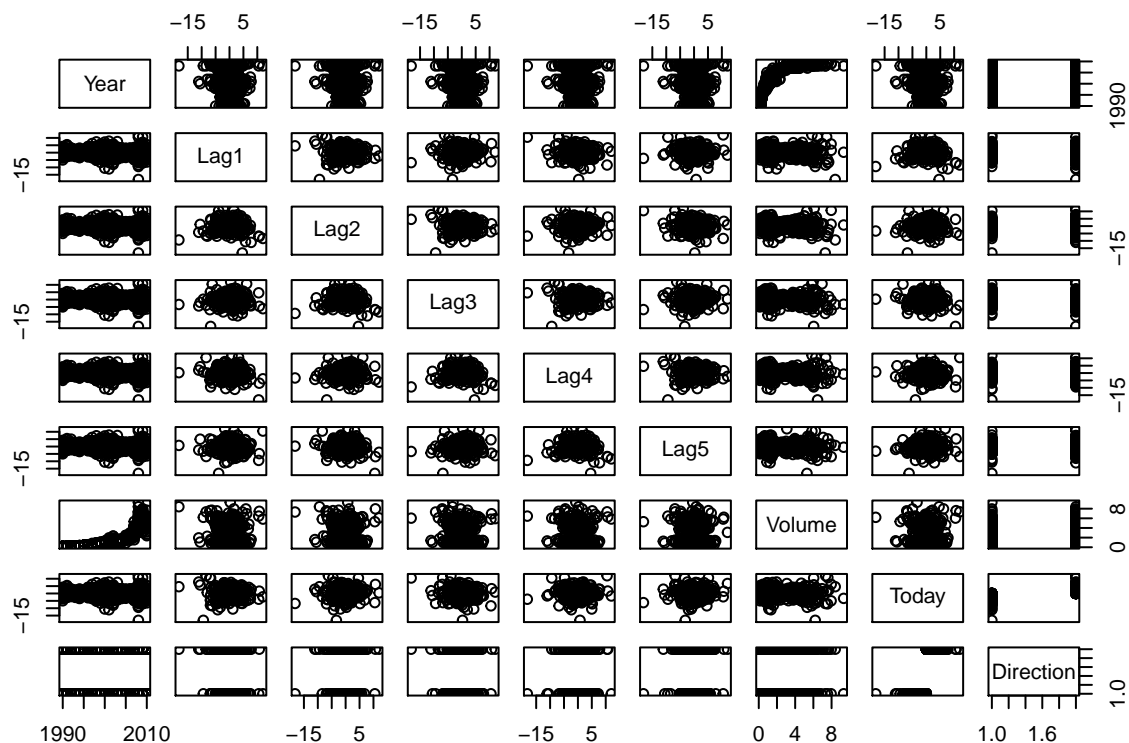 −15 5 −15 5 −15 5 −15 5
Year
1990
−15
Lag1
Lag2
−15
−15
Lag3
Lag4
−15
−15
Lag5
Volume
0 8
−15
Today
Direction
1.0
1990 2010 −15 5 −15 5 0 4 8 1.0 1.6